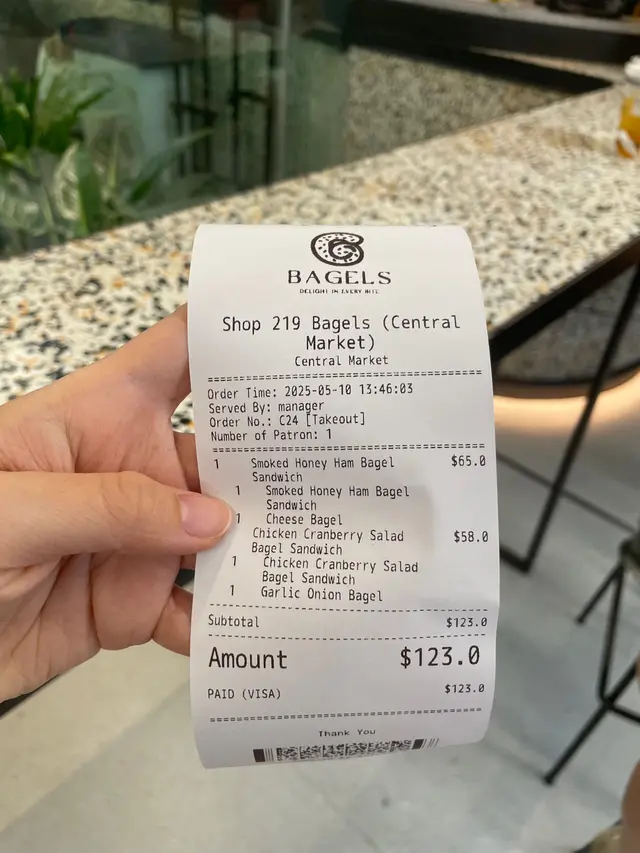 BAGELS
DELIGHT IN EVERY BITE
Shop 219 Bagels (Central
Market)
Central Market
Order Time: 2025-05-10 13:46:03
Served By: manager
Order No.: C24 [Takeout]
Number of Patron: 1
1 Smoked Honey Ham Bagel $65.0
Sandwich
1 Smoked Honey Ham Bagel
Sandwich
1 Cheese Bagel
Chicken Cranberry Salad $58.0
Bagel Sandwich
1 Chicken Cranberry Salad
Bagel Sandwich
1 Garlic Onion Bagel
Subtotal $123.0
Amount $123.0
PAID (VISA) $123.0
Thank You